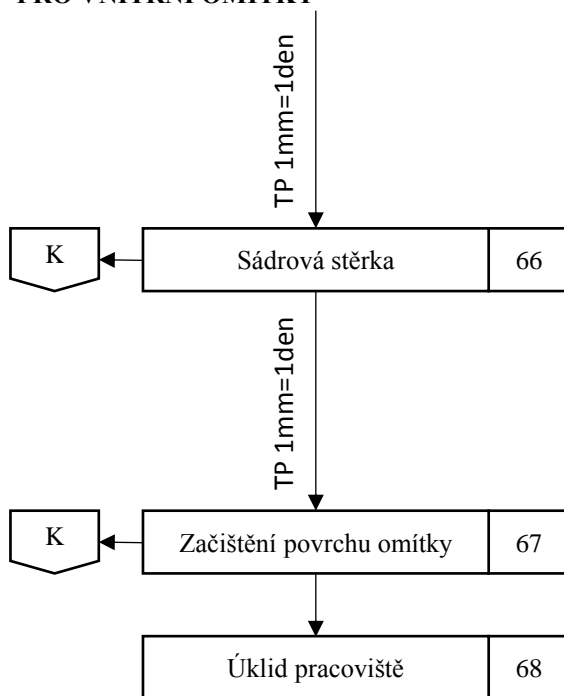 PRO VNITŘNÍ OMÍTKY
TP 1mm=1den
K
Sádrová stěrka
66
TP 1mm=1den
K
Začištění povrchu omítky
67
Úklid pracoviště
68